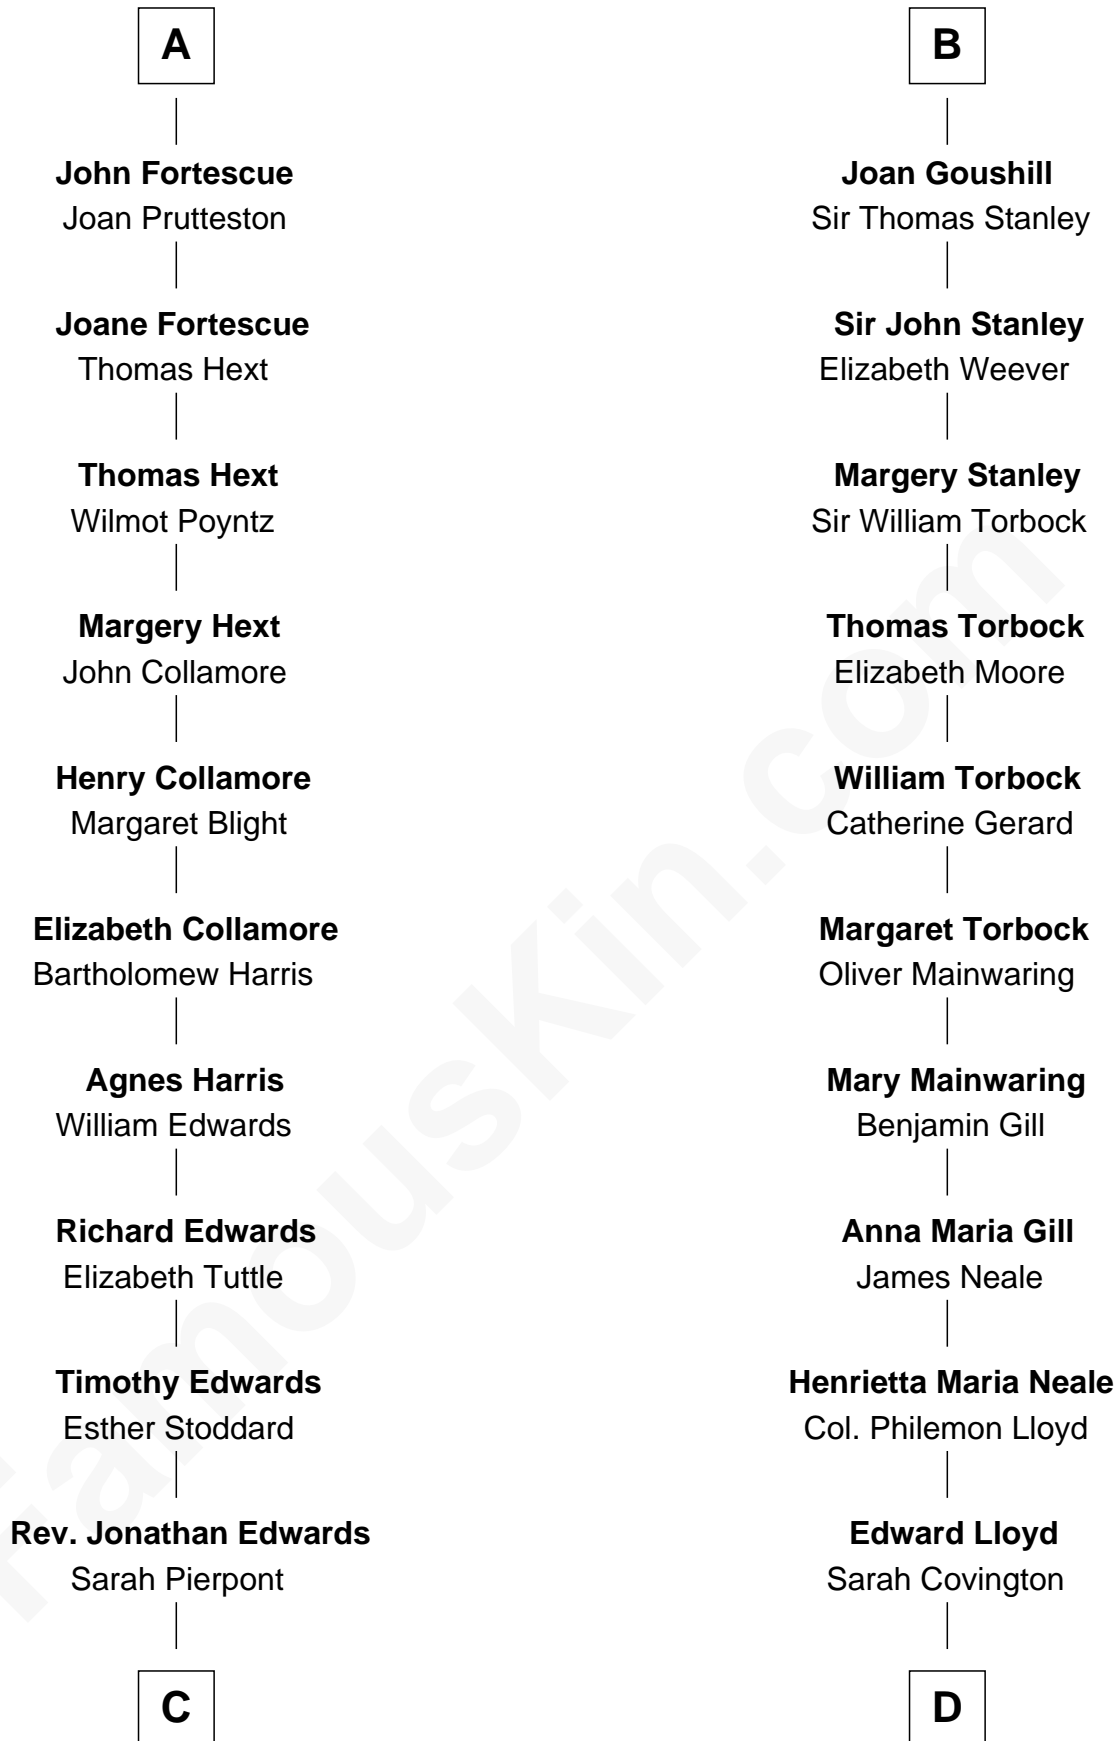 A
John Fortescue
Joan Prutteston
Joane Fortescue
Thomas Hext
Thomas Hext
Wilmot Poyntz
Margery Hext
John Collamore
Henry Collamore
Margaret Blight
Elizabeth Collamore
Bartholomew Harris
Agnes Harris
William Edwards
Richard Edwards
Elizabeth Tuttle
Timothy Edwards
Esther Stoddard
Rev. Jonathan Edwards
Sarah Pierpont
C
B
Joan Goushill
Sir Thomas Stanley
Sir John Stanley
Elizabeth Weever
Margery Stanley
Sir William Torbock
Thomas Torbock
Elizabeth Moore
William Torbock
Catherine Gerard
Margaret Torbock
Oliver Mainwaring
Mary Mainwaring
Benjamin Gill
Anna Maria Gill
James Neale
Henrietta Maria Neale
Col. Philemon Lloyd
Edward Lloyd
Sarah Covington
D
FamousKin.com